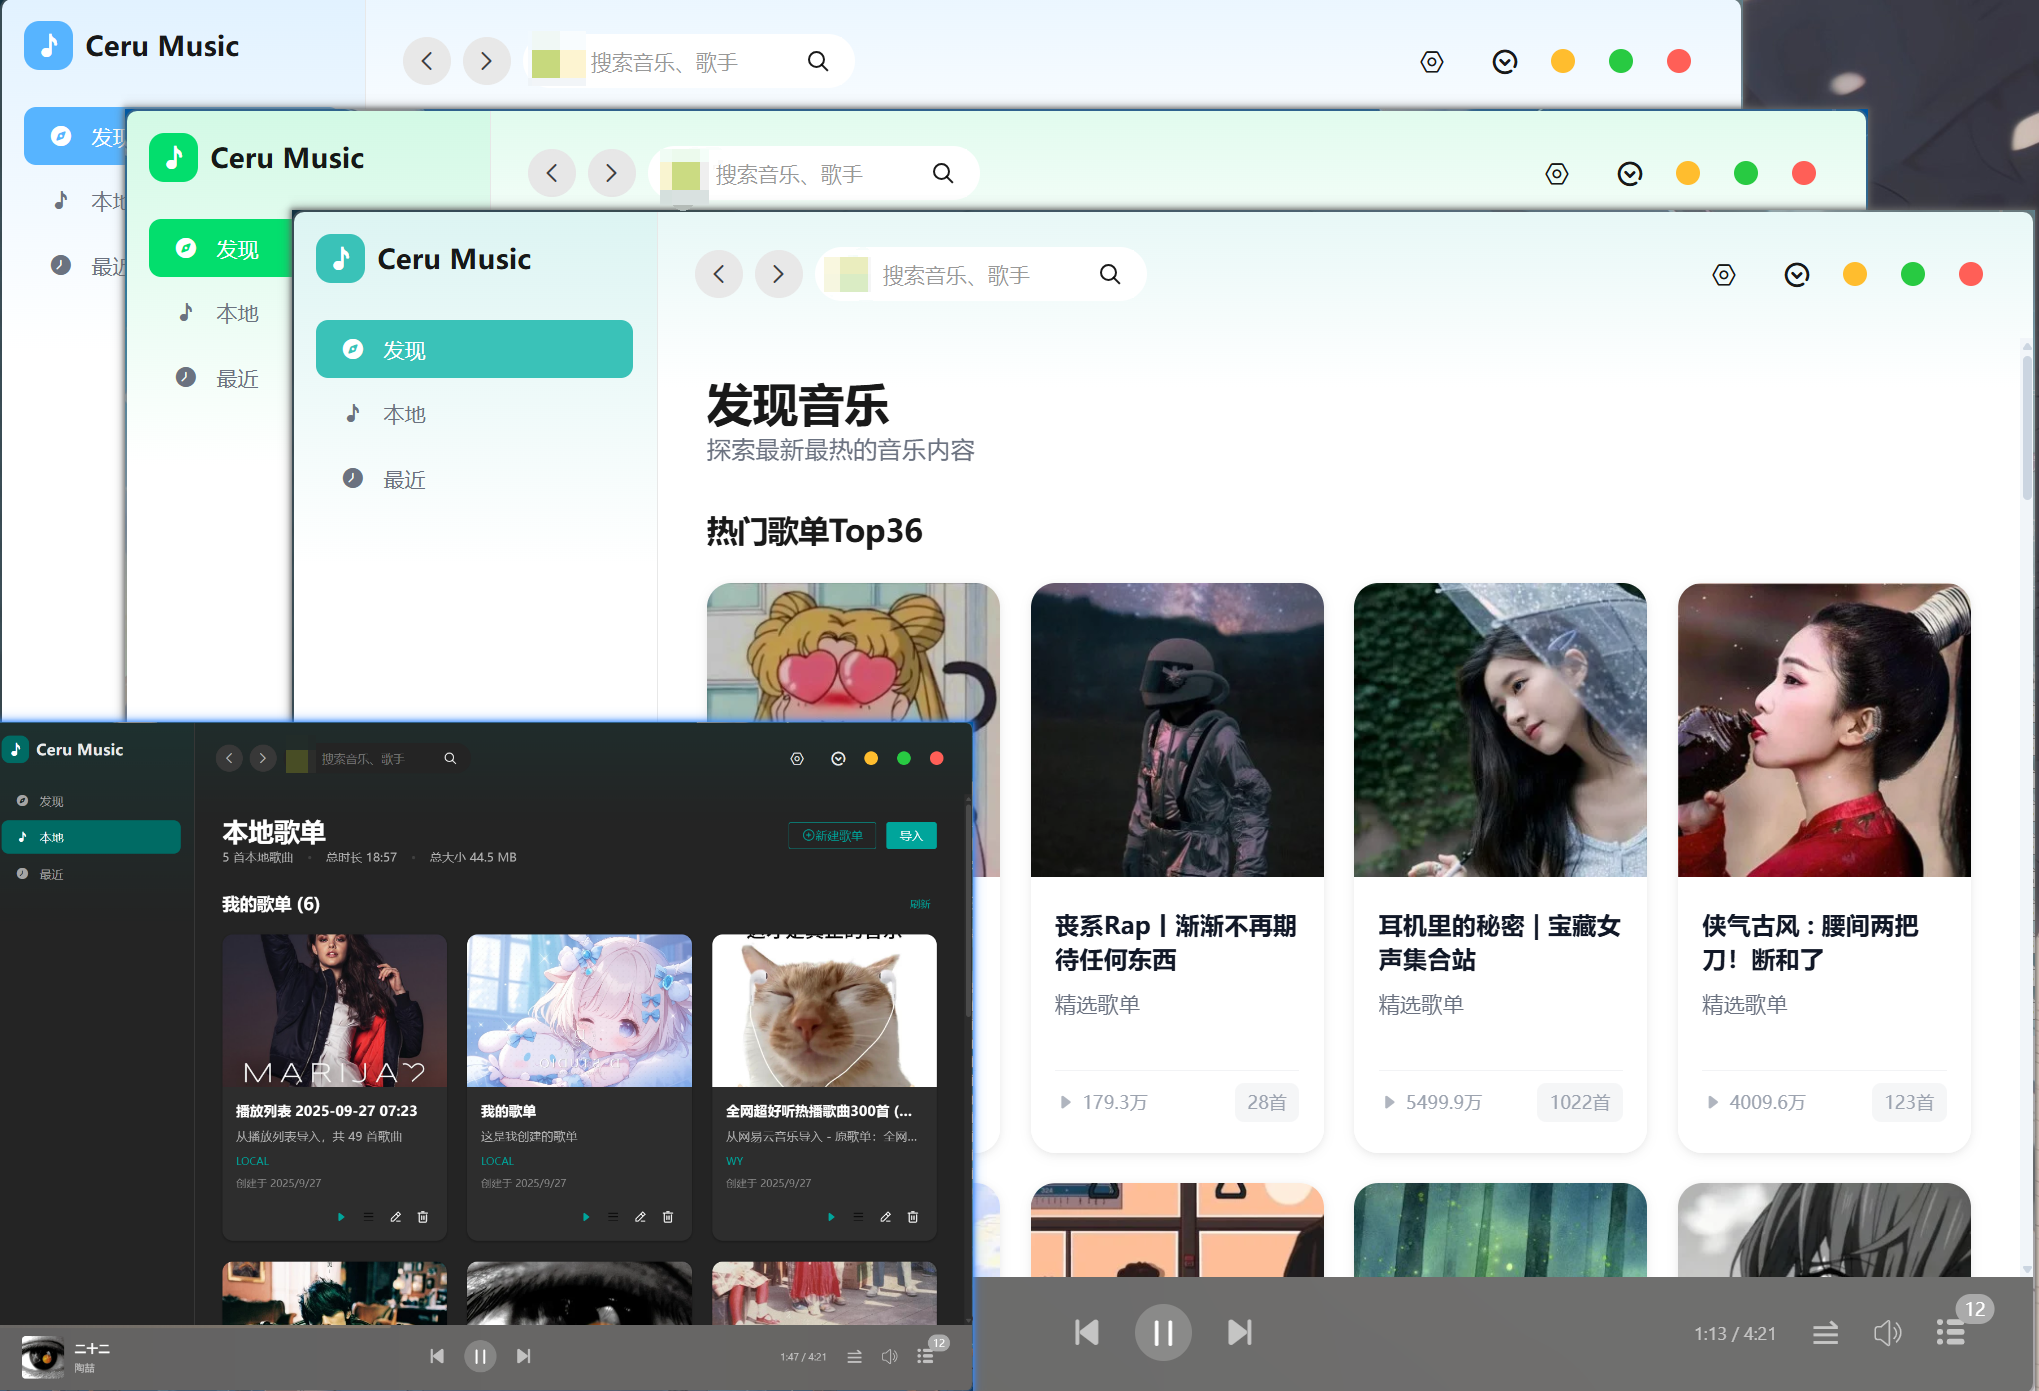 Ceru Music
搜索音乐、歌手
发现
本地
最近
Ceru Music
搜索音乐、歌手
发现
本地
最近
Ceru Music
搜索音乐、歌手
发现
本地
最近
发现音乐
探索最新最热的音乐内容
热门歌单Top36
丧系Rap丨渐渐不再期
待任何东西
精选歌单
179.3万
28首
耳机里的秘密 | 宝藏女
声集合站
精选歌单
5499.9万
1022首
侠气古风 : 腰间两把
刀！断和了
精选歌单
4009.6万
123首
1:13 / 4:21
12
Ceru Music
搜索音乐、歌手
发现
本地
最近
本地歌单
5 首本地歌曲 • 总时长 18:57 • 总大小 44.5 MB
新建歌单
导入
我的歌单 (6)
刷新
MARIJA
播放列表 2025-09-27 07:23
从播放列表导入，共 49 首歌曲
LOCAL
创建于 2025/9/27
我的歌单
这是我创建的歌单
LOCAL
创建于 2025/9/27
全网超好听热播歌曲300首 (...
从网易云音乐导入 - 原歌单：全网...
WY
创建于 2025/9/27
二十二
陶喆
1:47 / 4:21
12